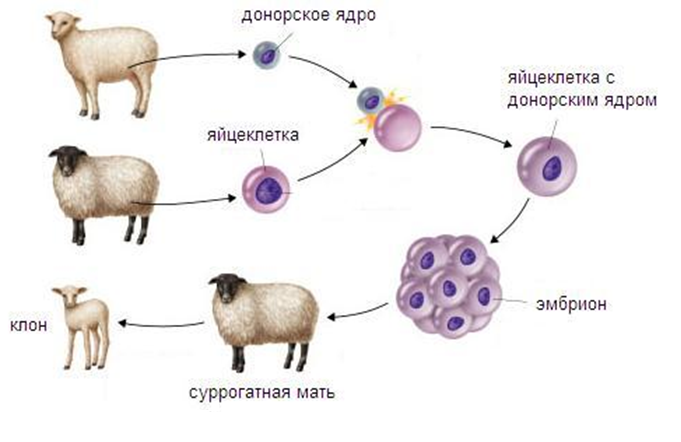 донорское ядро
яйцеклетка с
донорским ядром
яйцеклетка
эмбрион
клон
суррогатная мать